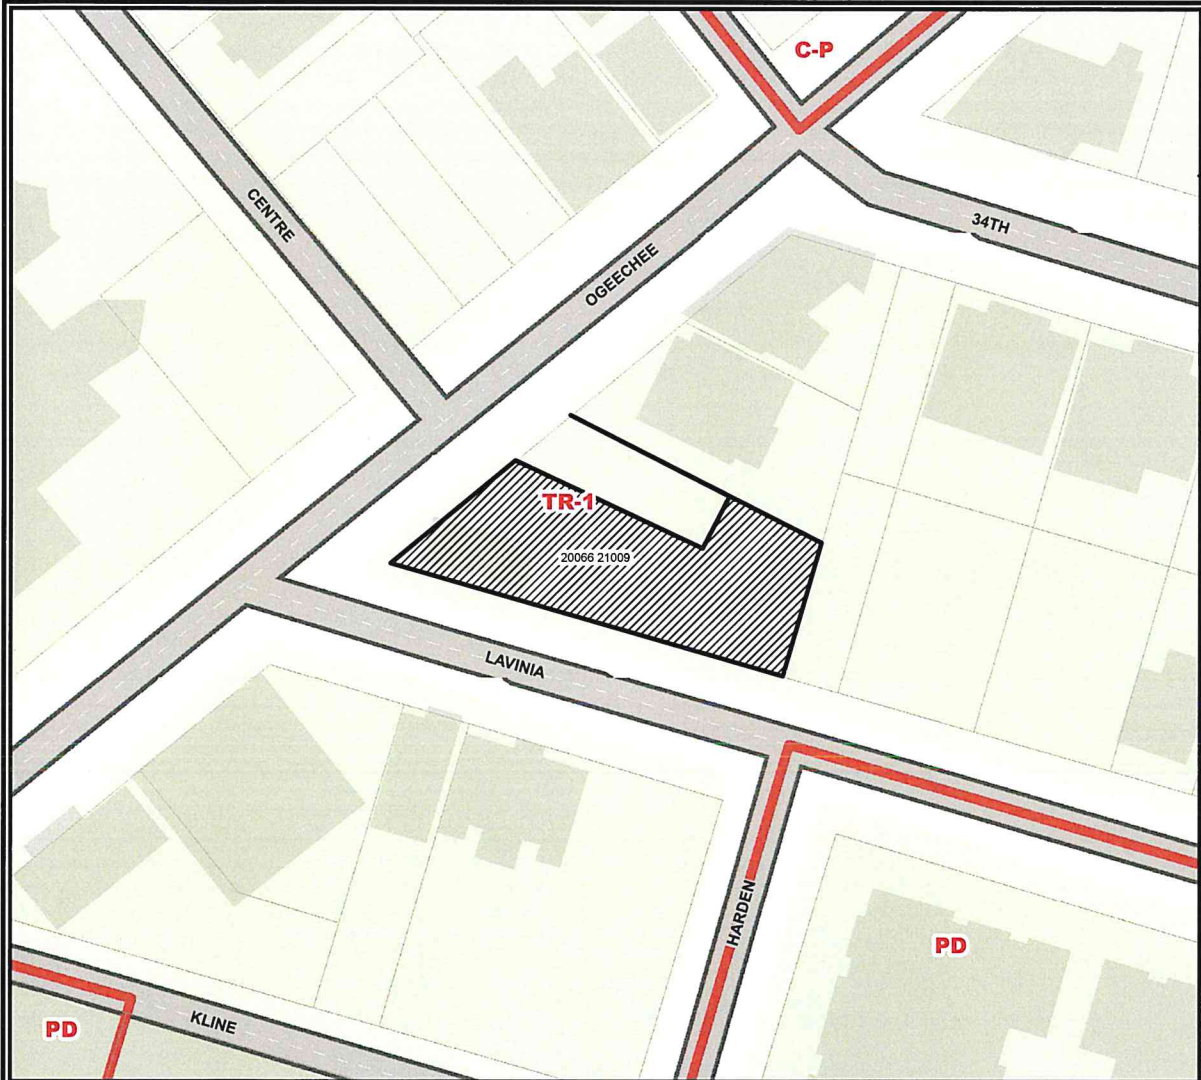 C-P
CENTRE
34TH
OGEECHEE
TR-1
20066 21009
LAVINIA
HARDEN
PD
KLINE
PD